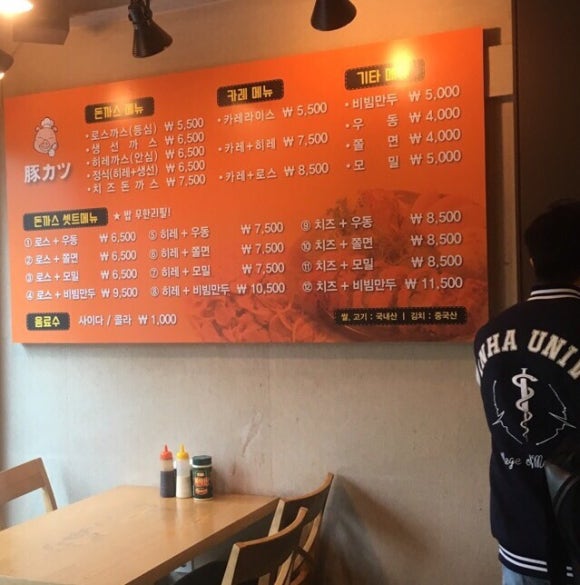 豚カツ
돈까스 메뉴
· 로스까스(등심) ₩ 5,500
· 생선까스 ₩ 6,500
· 히레까스(안심) ₩ 6,500
· 정식(히레+생선) ₩ 6,500
· 치즈돈까스 ₩ 7,500
카레 메뉴
· 카레라이스 ₩ 5,500
· 카레+히레 ₩ 7,500
· 카레+로스 ₩ 8,500
기타 메뉴
· 비빔만두 ₩ 5,000
· 우동 ₩ 4,000
· 쫄면 ₩ 4,000
· 모밀 ₩ 5,000
돈까스 셋트메뉴 ★ 밥 무한리필!
① 로스 + 우동 ₩ 6,500
② 로스 + 쫄면 ₩ 6,500
③ 로스 + 모밀 ₩ 6,500
④ 로스 + 비빔만두 ₩ 9,500
⑤ 히레 + 우동 ₩ 7,500
⑥ 히레 + 쫄면 ₩ 7,500
⑦ 히레 + 모밀 ₩ 7,500
⑧ 히레 + 비빔만두 ₩ 10,500
⑨ 치즈 + 우동 ₩ 8,500
⑩ 치즈 + 쫄면 ₩ 8,500
⑪ 치즈 + 모밀 ₩ 8,500
⑫ 치즈 + 비빔만두 ₩ 11,500
음료수 사이다 / 콜라 ₩ 1,000
쌀, 고기 : 국내산 | 김치 : 중국산
INHA UNI